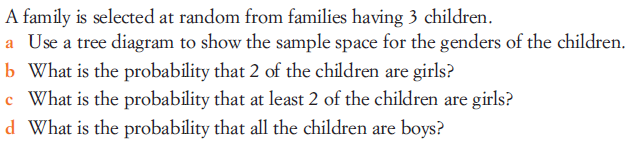 A family is selected at random from families having 3 children.
a Use a tree diagram to show the sample space for the genders of the children.
b What is the probability that 2 of the children are girls?
c What is the probability that at least 2 of the children are girls?
d What is the probability that all the children are boys?